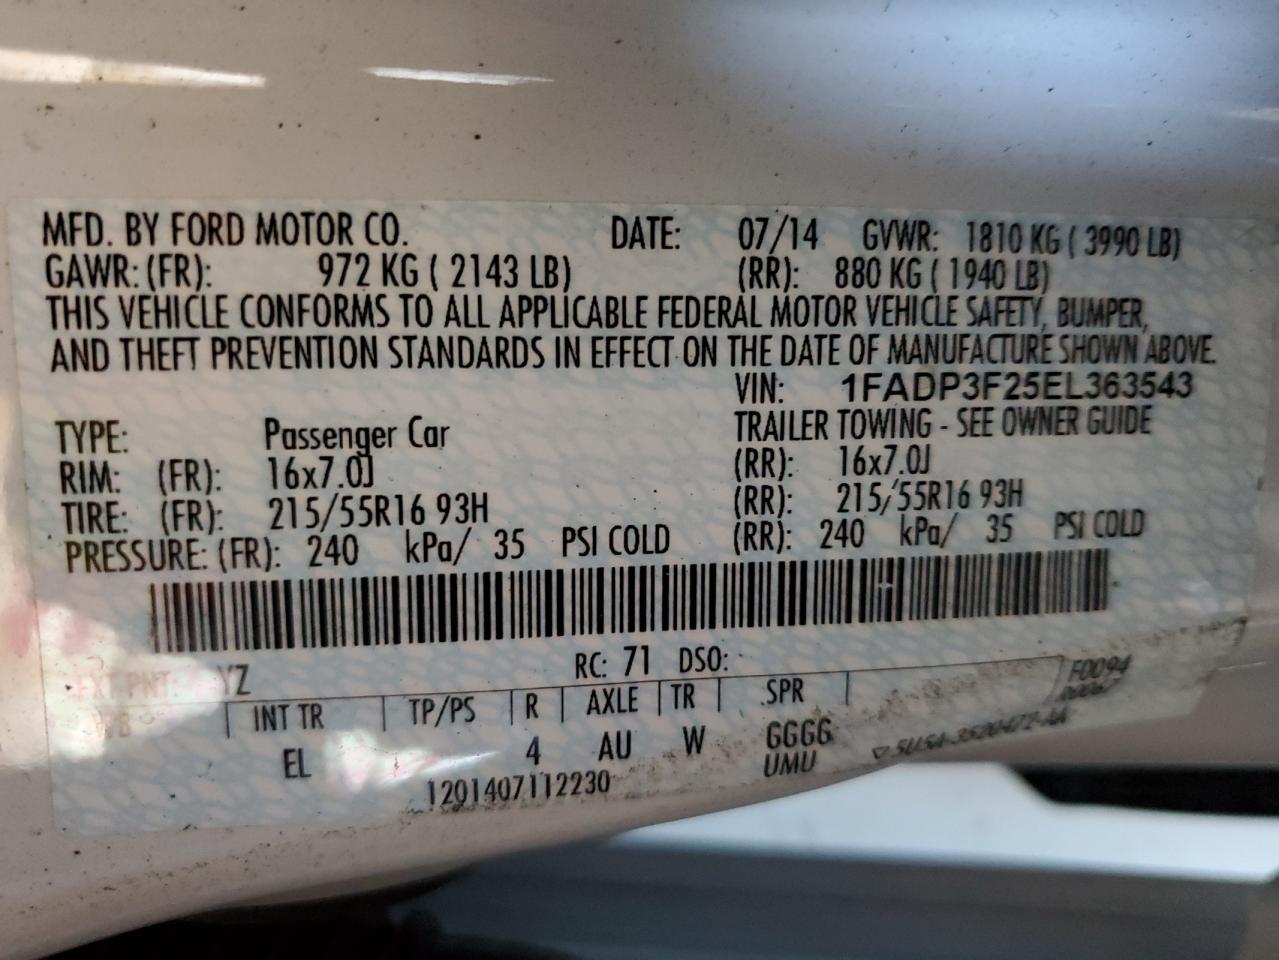 MFD. BY FORD MOTOR CO. DATE: 07/14 GVWR: 1810 KG ( 3990 LB)
GAWR: (FR): 972 KG ( 2143 LB) (RR): 880 KG ( 1940 LB)
THIS VEHICLE CONFORMS TO ALL APPLICABLE FEDERAL MOTOR VEHICLE SAFETY, BUMPER,
AND THEFT PREVENTION STANDARDS IN EFFECT ON THE DATE OF MANUFACTURE SHOWN ABOVE.
VIN: 1FADP3F25EL363543
TYPE: Passenger Car TRAILER TOWING - SEE OWNER GUIDE
RIM: (FR): 16x7.0J (RR): 16x7.0J
TIRE: (FR): 215/55R16 93H (RR): 215/55R16 93H
PRESSURE: (FR): 240 kPa/ 35 PSI COLD (RR): 240 kPa/ 35 PSI COLD
EXT PNT: YZ RC: 71 DSO: F0094
WB INT TR TP/PS R AXLE TR SPR
EL 4 AU W GGGG
UMU
1201407112230